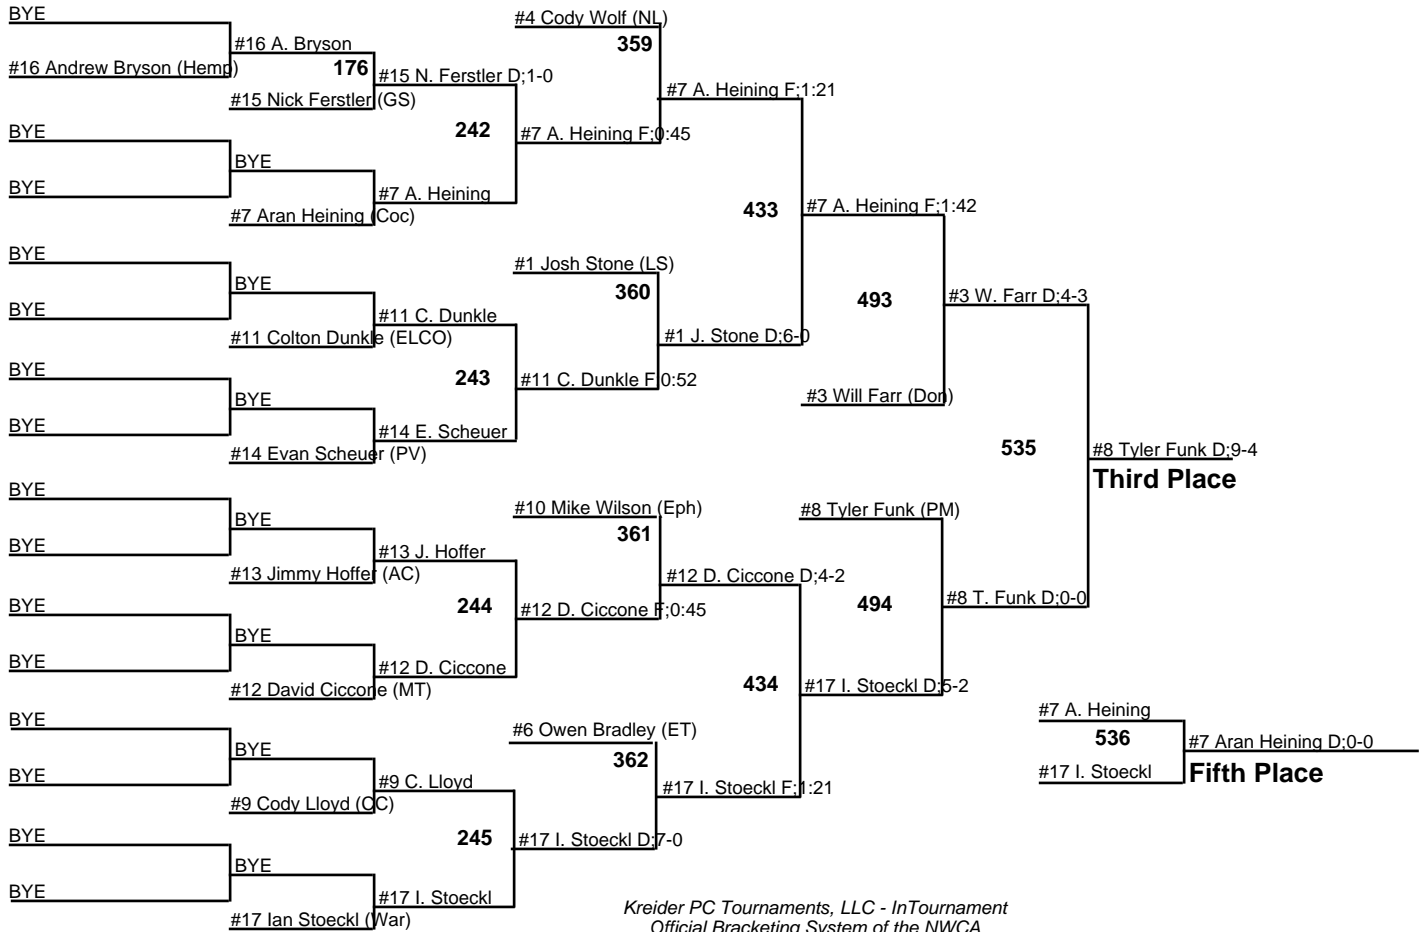 BYE
#4 Cody Wolf (NL)
#16 A. Bryson
359
#16 Andrew Bryson (Hemp)
176
#15 N. Ferstler D;1-0
#7 A. Heining F;1:21
#15 Nick Ferstler (GS)
BYE
242
#7 A. Heining F;0:45
BYE
BYE
#7 A. Heining
#7 Aran Heining (Coc)
433
#7 A. Heining F;1:42
BYE
#1 Josh Stone (LS)
BYE
360
493
#3 W. Farr D;4-3
BYE
#11 C. Dunkle
#11 Colton Dunkle (ELCO)
#1 J. Stone D;6-0
BYE
243
#11 C. Dunkle F;0:52
BYE
#3 Will Farr (Don)
BYE
#14 E. Scheuer
#14 Evan Scheuer (PV)
535
#8 Tyler Funk D;9-4
Third Place
BYE
#10 Mike Wilson (Eph)
#8 Tyler Funk (PM)
BYE
361
BYE
#13 J. Hoffer
#13 Jimmy Hoffer (AC)
#12 D. Ciccone D;4-2
BYE
244
#12 D. Ciccone F;0:45
494
#8 T. Funk D;0-0
BYE
BYE
#12 D. Ciccone
#12 David Ciccone (MT)
434
#17 I. Stoeckl D;5-2
BYE
#6 Owen Bradley (ET)
#7 A. Heining
BYE
362
536
#7 Aran Heining D;0-0
BYE
#9 C. Lloyd
#17 I. Stoeckl F;1:21
#17 I. Stoeckl
Fifth Place
#9 Cody Lloyd (CC)
BYE
245
#17 I. Stoeckl D;7-0
BYE
BYE
#17 I. Stoeckl
#17 Ian Stoeckl (War)
Kreider PC Tournaments, LLC - InTournament
Official Bracketing System of the NWCA